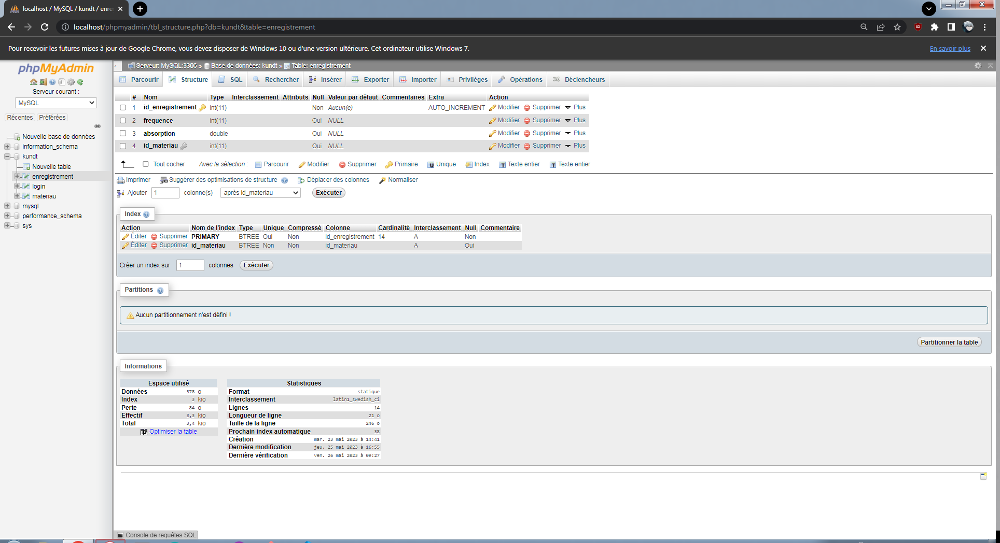 localhost / MySQL / kundt / enre
localhost/phpmyadmin/tbl_structure.php?db=kundt&table=enregistrement
Pour recevoir les futures mises à jour de Google Chrome, vous devez disposer de Windows 10 ou d'une version ultérieure. Cet ordinateur utilise Windows 7.
En savoir plus
phpMyAdmin
Serveur courant :
MySQL
Récentes Préférées
Nouvelle base de données
information_schema
kundt
Nouvelle table
enregistrement
login
materiau
mysql
performance_schema
sys
Serveur: MySQL:3306 » Base de données: kundt » Table: enregistrement
Parcourir Structure SQL Rechercher Insérer Exporter Importer Privilèges Opérations Déclencheurs
# Nom Type Interclassement Attributs Null Valeur par défaut Commentaires Extra Action
1 id_enregistrement int(11) Non Aucun(e) AUTO_INCREMENT Modifier Supprimer Plus
2 frequence int(11) Oui NULL Modifier Supprimer Plus
3 absorption double Oui NULL Modifier Supprimer Plus
4 id_materiau int(11) Oui NULL Modifier Supprimer Plus
Tout cocher Avec la sélection : Parcourir Modifier Supprimer Primaire Unique Index Texte entier Texte entier
Imprimer Suggérer des optimisations de structure Déplacer des colonnes Normaliser
Ajouter 1 colonne(s) après id_materiau Exécuter
Index
Action Nom de l'index Type Unique Compressé Colonne Cardinalité Interclassement Null Commentaire
Éditer Supprimer PRIMARY BTREE Oui Non id_enregistrement 14 A Non
Éditer Supprimer id_materiau BTREE Non Non id_materiau A Oui
Créer un index sur 1 colonnes Exécuter
Partitions
Aucun partitionnement n'est défini !
Partitionner la table
Informations
Espace utilisé
Données 378 o
Index 3 kio
Perte 84 o
Effectif 3,3 kio
Total 3,4 kio
Optimiser la table
Statistiques
Format statique
Interclassement latin1_swedish_ci
Lignes 14
Longueur de ligne 21 o
Taille de la ligne 246 o
Prochain index automatique 38
Création mar. 23 mai 2023 à 14:41
Dernière modification jeu. 25 mai 2023 à 16:55
Dernière vérification ven. 26 mai 2023 à 09:27
Console de requêtes SQL